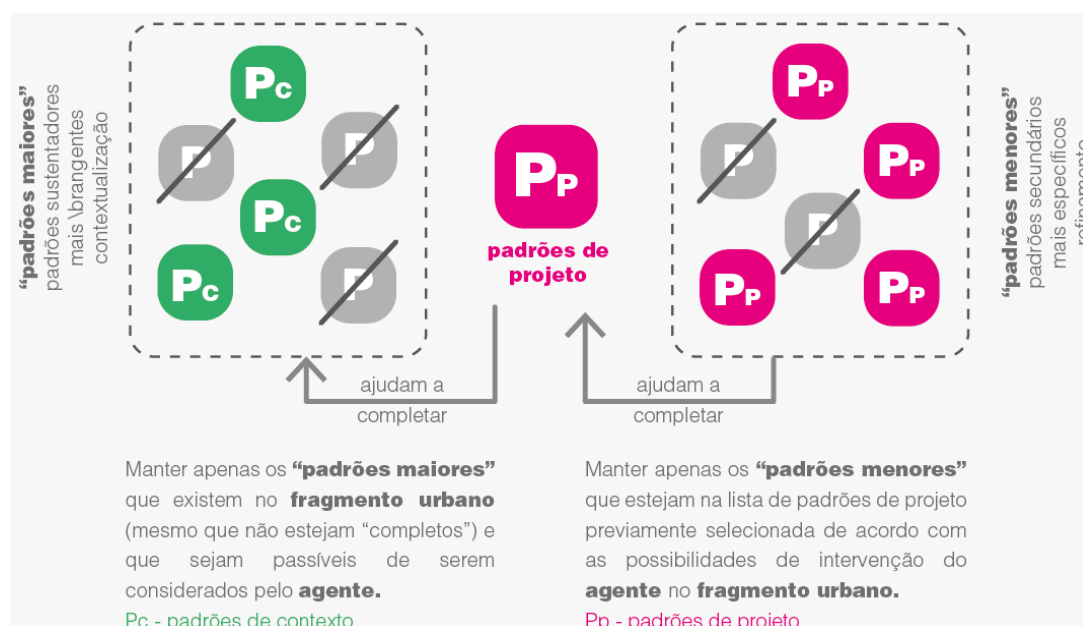 "padrões maiores"
padrões sustentadores
mais \brangentes
contextualização
Pc
P
P
Pc
Pc
P
Pp
padrões de
projeto
Pp
P
Pp
P
Pp
Pp
"padrões menores"
padrões secundários
mais específicos
refinamento
ajudam a
completar
ajudam a
completar
Manter apenas os "padrões maiores"
que existem no fragmento urbano
(mesmo que não estejam "completos") e
que sejam passíveis de serem
considerados pelo agente.
Pc - padrões de contexto
Manter apenas os "padrões menores"
que estejam na lista de padrões de projeto
previamente selecionada de acordo com
as possibilidades de intervenção do
agente no fragmento urbano.
Pp - padrões de projeto